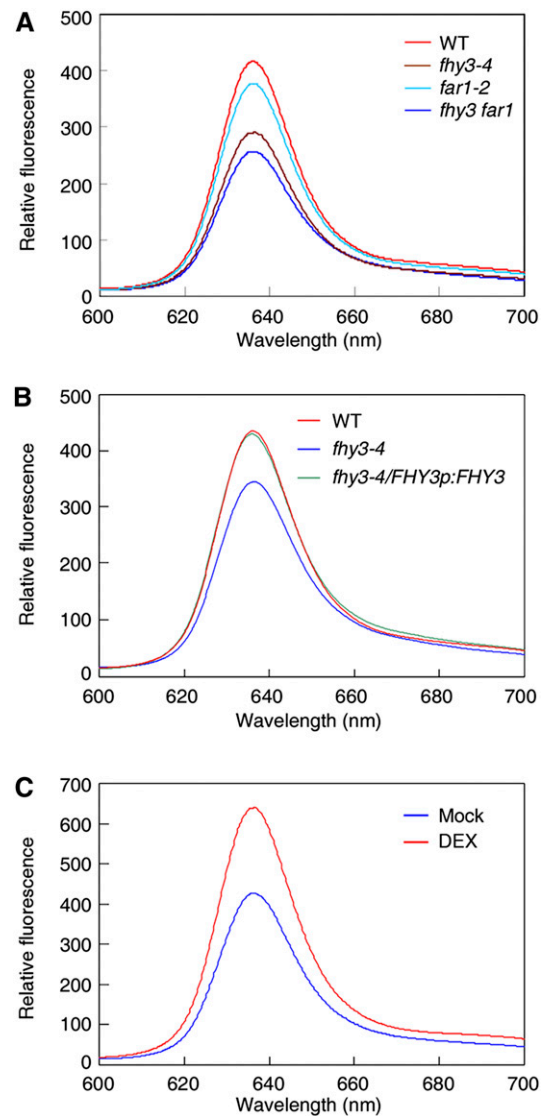 A
Relative fluorescence
500
400
300
200
100
0
WT
fhy3-4
far1-2
fhy3 far1
600 620 640 660 680 700
Wavelength (nm)
B
Relative fluorescence
500
400
300
200
100
0
WT
fhy3-4
fhy3-4/FHY3p:FHY3
600 620 640 660 680 700
Wavelength (nm)
C
Relative fluorescence
700
600
500
400
300
200
100
0
Mock
DEX
600 620 640 660 680 700
Wavelength (nm)